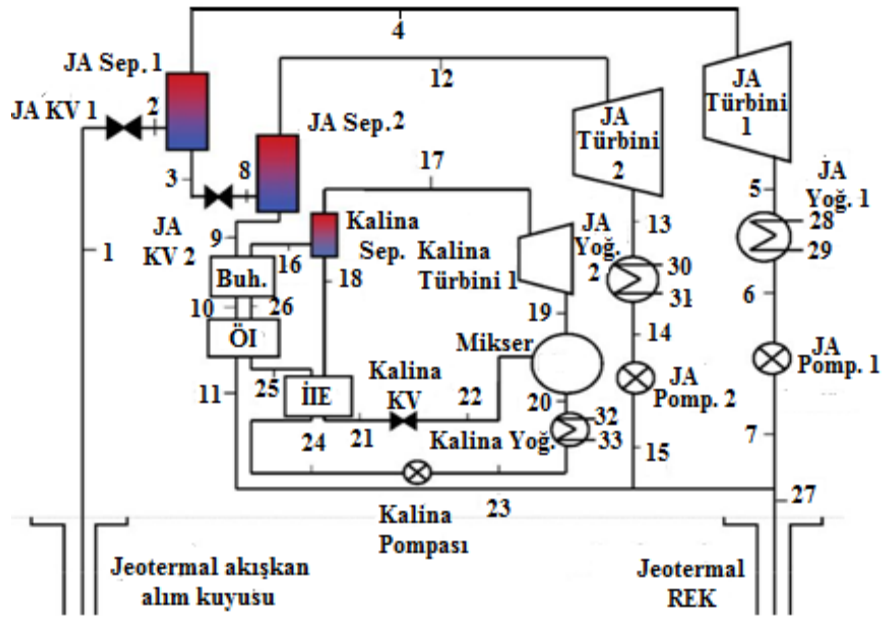 4
JA Sep. 1
12
JA
Türbini
1
JA KV 1
2
JA Sep.2
JA
Türbini
2
3
8
17
5
JA
Yoğ. 1
JA
KV 2
9
16
Kalina
Sep.
18
Kalina
Türbini 1
JA
Yoğ.
2
13
28
29
1
Buh.
30
31
6
10
26
19
14
ÖI
Mikser
JA
Pomp. 1
25
Kalina
KV
22
JA
Pomp. 2
11
İIE
20
32
24
21
Kalina Yoğ.
33
15
7
23
27
Kalina
Pompası
Jeotermal akışkan
alım kuyusu
Jeotermal
REK